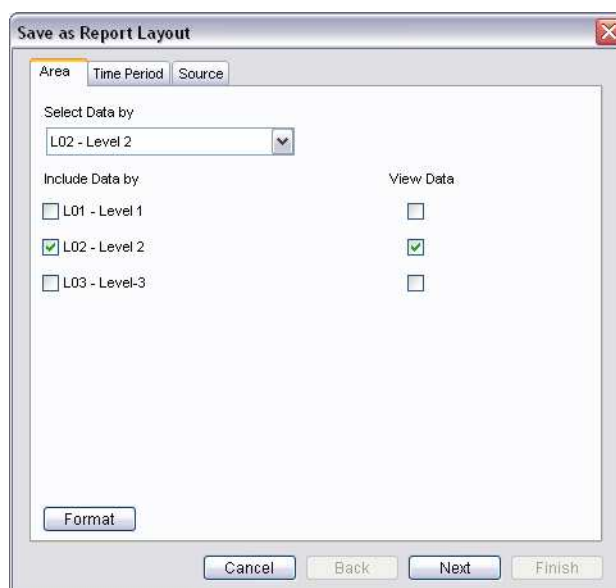 Save as Report Layout
Area Time Period Source
Select Data by
L02 - Level 2
Include Data by View Data
L01 - Level 1
L02 - Level 2
L03 - Level-3
Format
Cancel Back Next Finish